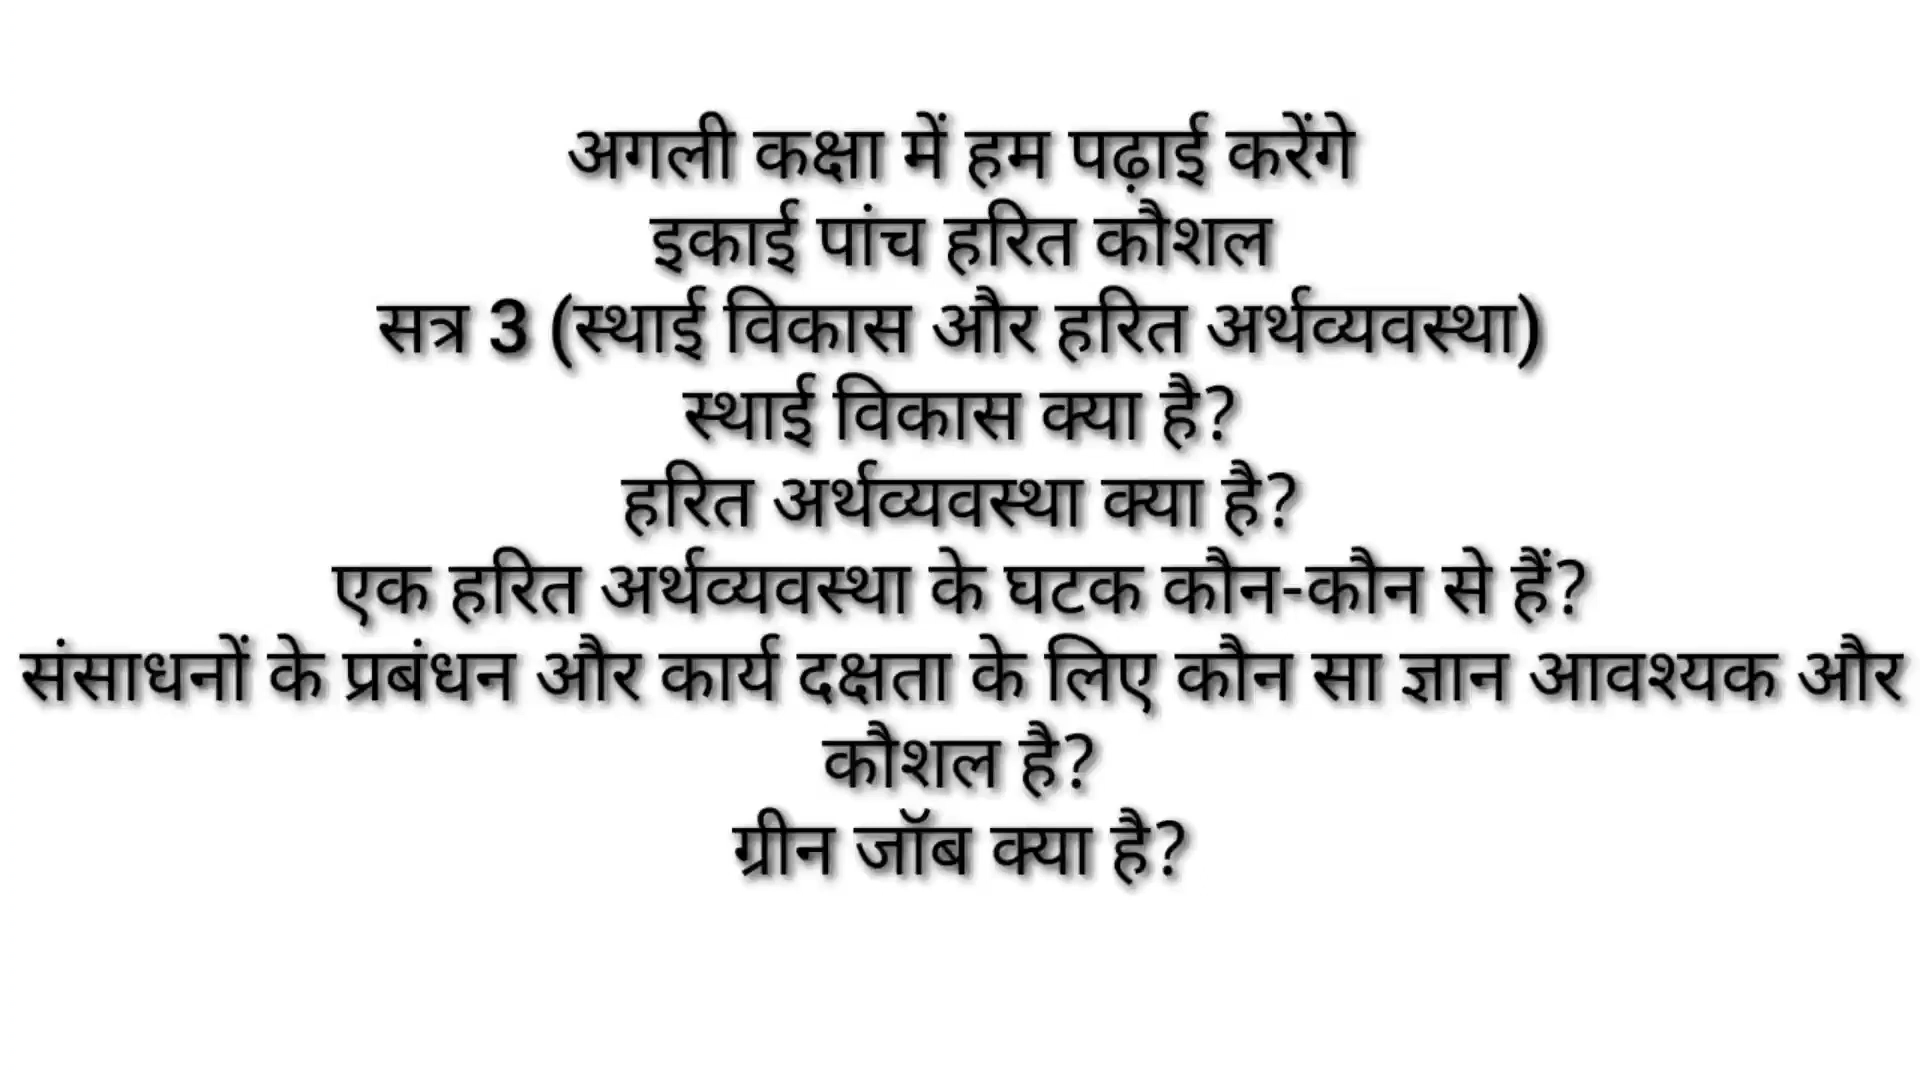 अगली कक्षा में हम पढ़ाई करेंगे
इकाई पांच हरित कौशल
सत्र 3 (स्थाई विकास और हरित अर्थव्यवस्था)
स्थाई विकास क्या है?
हरित अर्थव्यवस्था क्या है?
एक हरित अर्थव्यवस्था के घटक कौन-कौन से हैं?
संसाधनों के प्रबंधन और कार्य दक्षता के लिए कौन सा ज्ञान आवश्यक और
कौशल है?
ग्रीन जॉब क्या है?